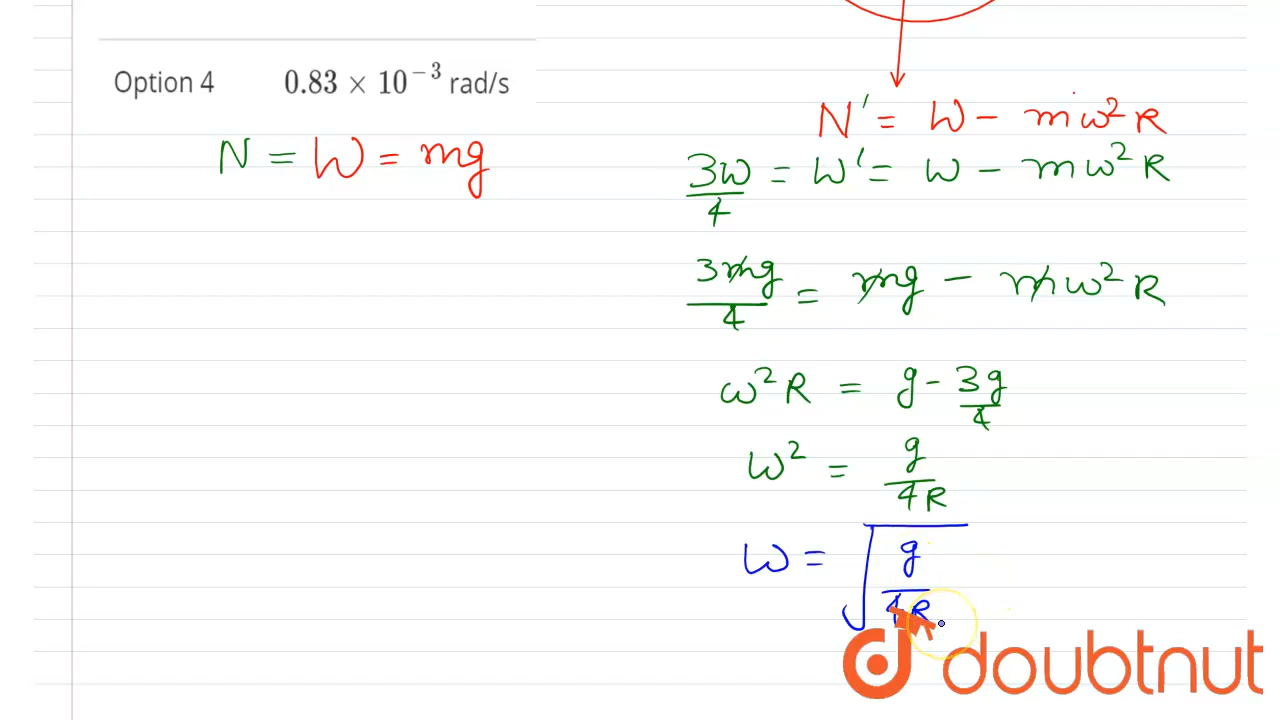 Option 4 0.83 × 10⁻³ rad/s
N = W = mg
N' = W - mω²R
3W/4 = W' = W - mω²R
3mg/4 = mg - mω²R
ω²R = g - 3g/4
ω² = g/4R
ω = √(g/4R)
doubtnut